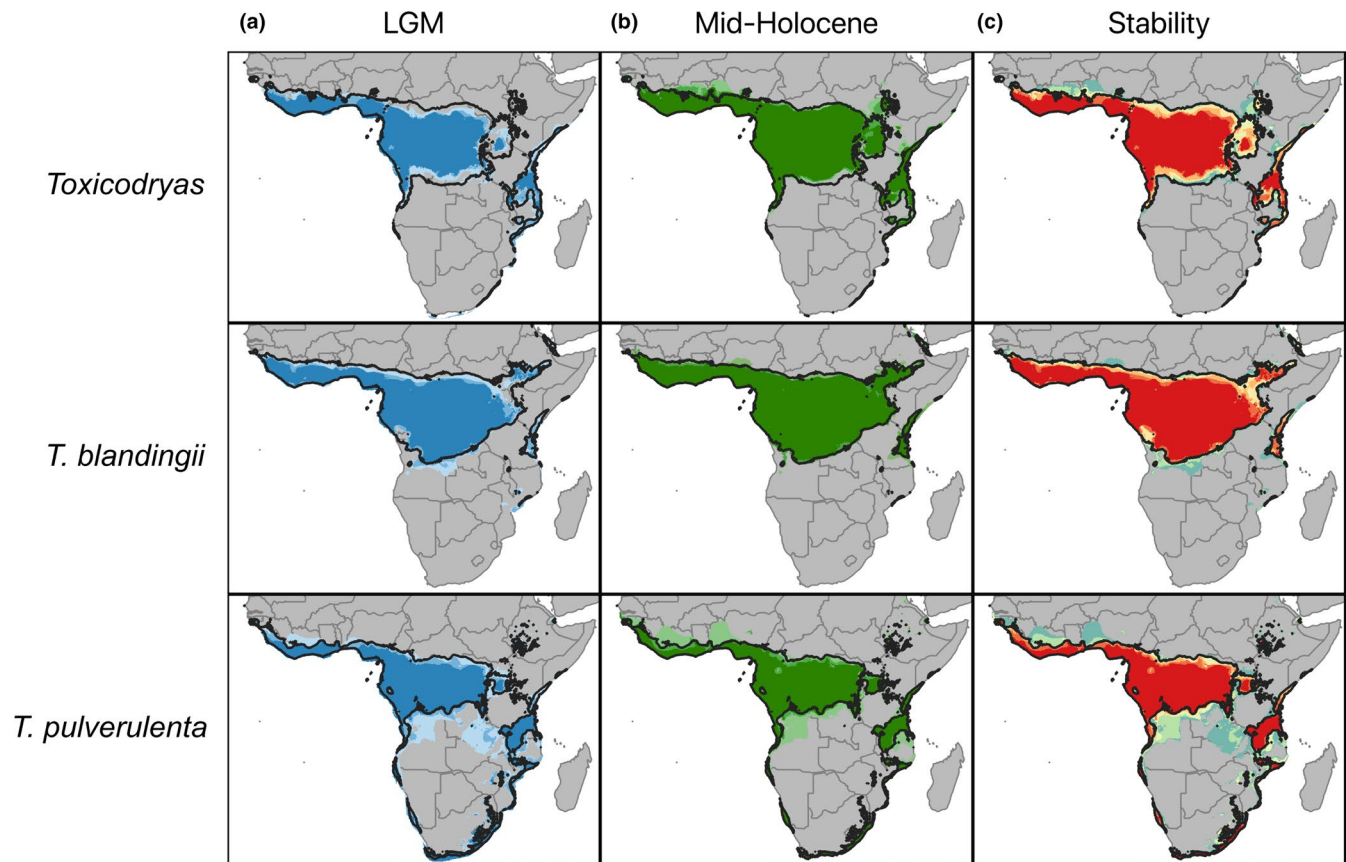 (a) LGM
(b) Mid-Holocene
(c) Stability
Toxicodryas
T. blandingii
T. pulverulenta